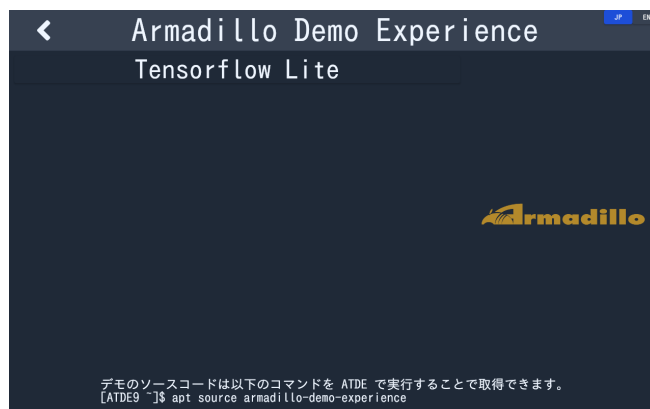 Armadillo Demo Experience
JP EN
Tensorflow Lite
Armadillo
デモのソースコードは以下のコマンドを ATDE で実行することで取得できます。
[ATDE9 ~]$ apt source armadillo-demo-experience